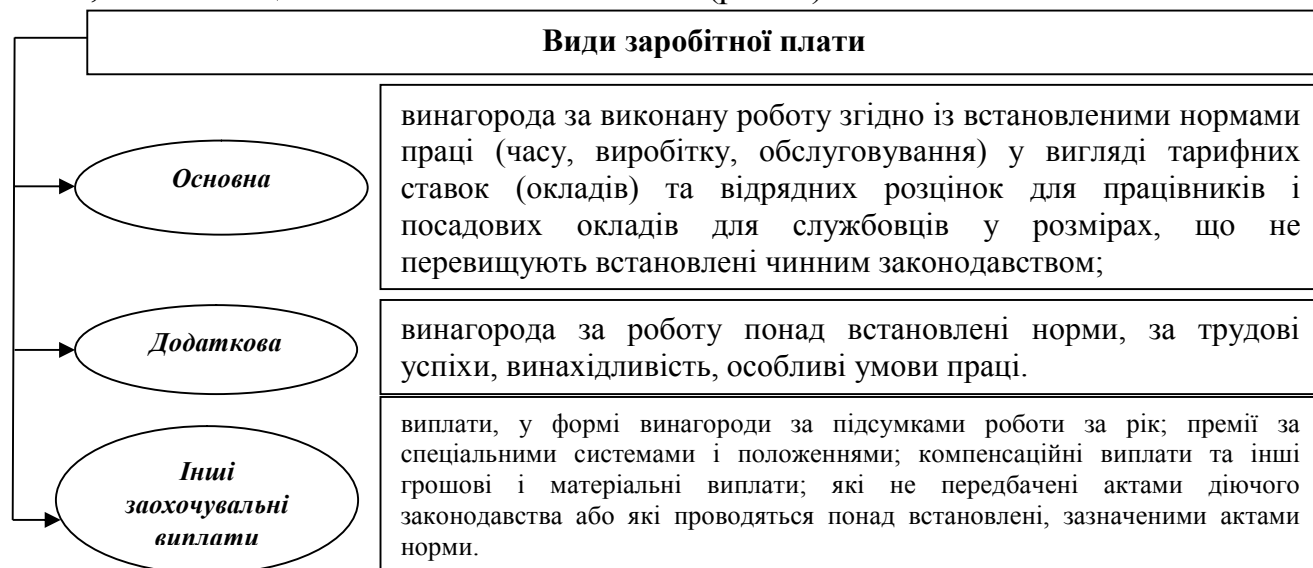 Види заробітної плати
Основна
винагорода за виконану роботу згідно із встановленими нормами
праці (часу, виробітку, обслуговування) у вигляді тарифних
ставок (окладів) та відрядних розцінок для працівників і
посадових окладів для службовців у розмірах, що не
перевищують встановлені чинним законодавством;
Додаткова
винагорода за роботу понад встановлені норми, за трудові
успіхи, винахідливість, особливі умови праці.
Інші
заохочувальні
виплати
виплати, у формі винагороди за підсумками роботи за рік; премії за
спеціальними системами і положеннями; компенсаційні виплати та інші
грошові і матеріальні виплати; які не передбачені актами діючого
законодавства або які проводяться понад встановлені, зазначеними актами
норми.